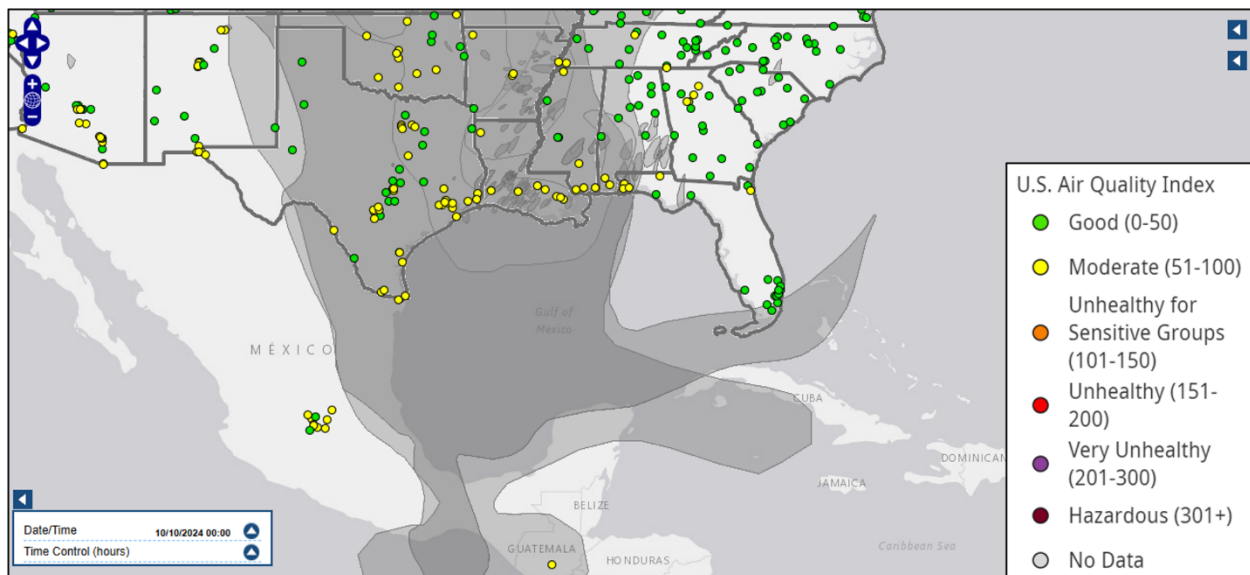 U.S. Air Quality Index
Good (0-50)
Moderate (51-100)
Unhealthy for
Sensitive Groups
(101-150)
Unhealthy (151-
200)
Very Unhealthy
(201-300)
Hazardous (301+)
No Data
Gulf of
Mexico
MÉXICO
CUBA
DOMINICAN
JAMAICA
BELIZE
GUATEMALA
HONDURAS
Caribbean Sea
Date/Time 10/10/2024 00:00
Time Control (hours)